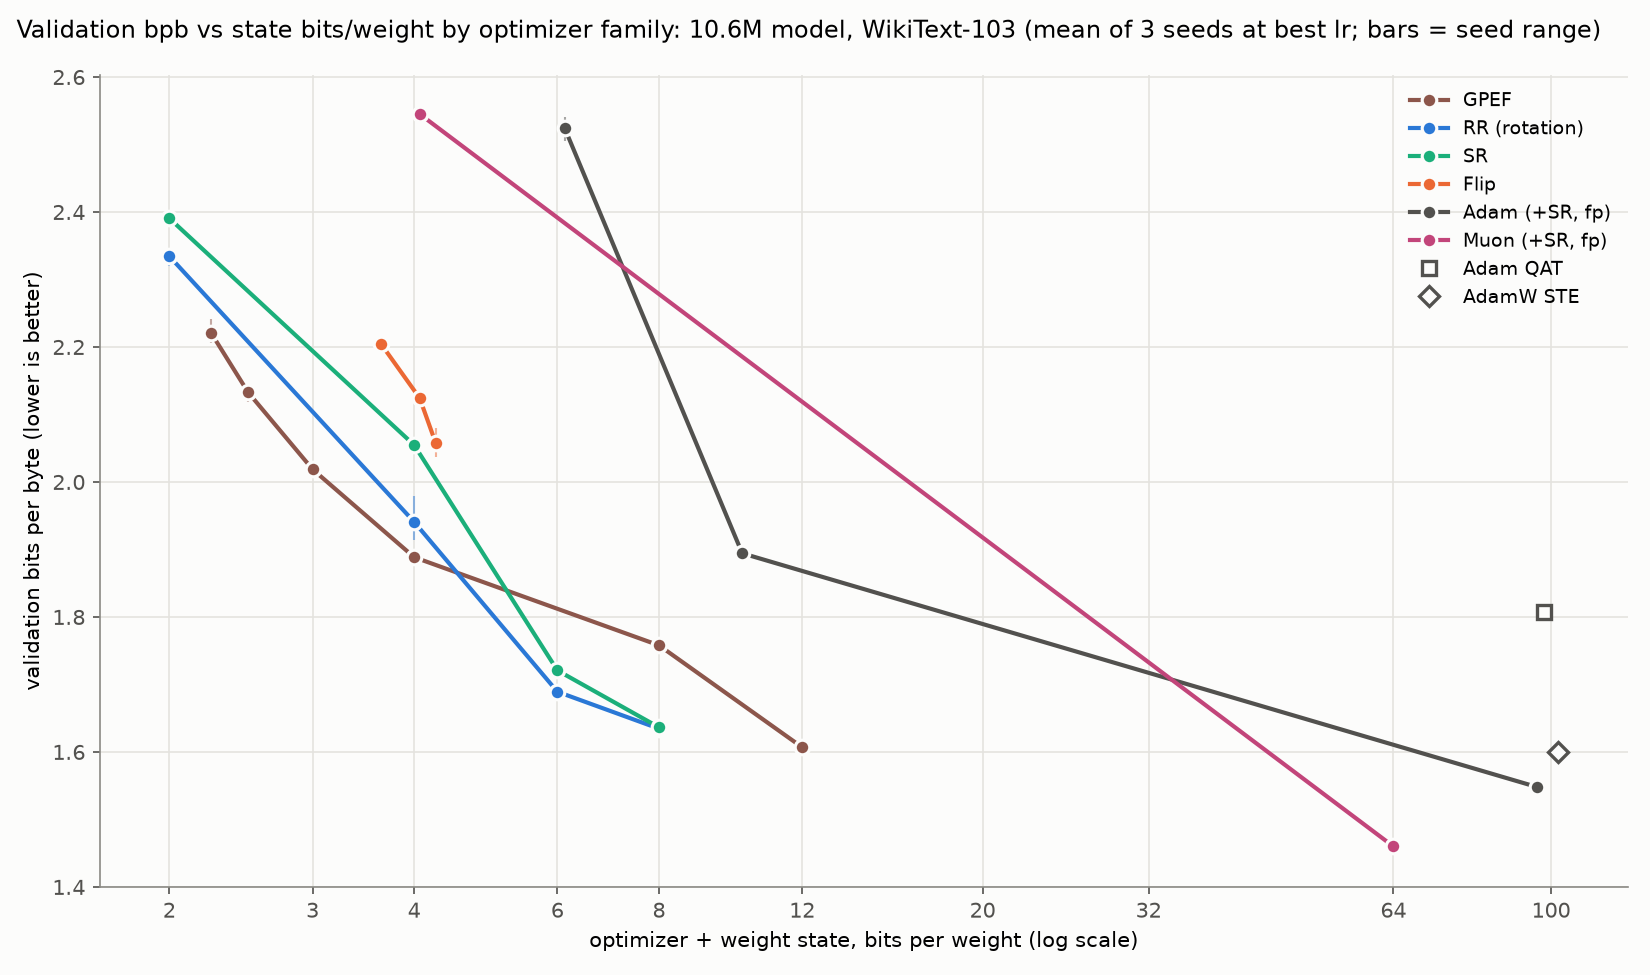 Validation bpb vs state bits/weight by optimizer family: 10.6M model, WikiText-103 (mean of 3 seeds at best lr; bars = seed range)
GPEF
RR (rotation)
SR
Flip
Adam (+SR, fp)
Muon (+SR, fp)
Adam QAT
AdamW STE
validation bits per byte (lower is better)
2.6
2.4
2.2
2.0
1.8
1.6
1.4
2 3 4 6 8 12 20 32 64 100
optimizer + weight state, bits per weight (log scale)